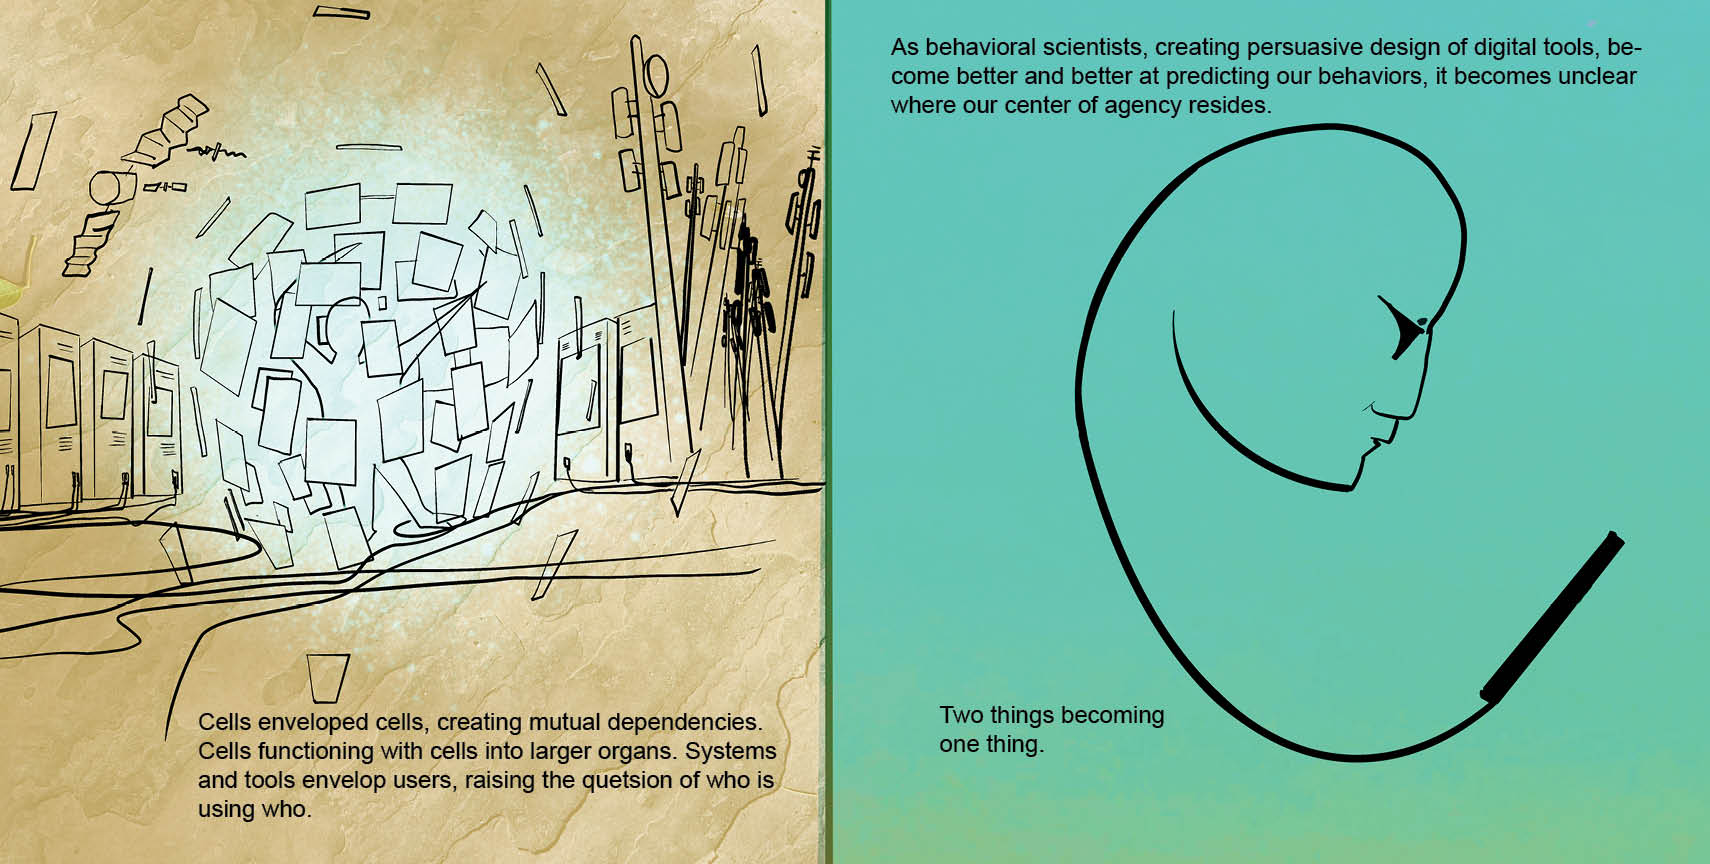 Cells enveloped cells, creating mutual dependencies.
Cells functioning with cells into larger organs. Systems
and tools envelop users, raising the quetsion of who is
using who.
As behavioral scientists, creating persuasive design of digital tools, be-
come better and better at predicting our behaviors, it becomes unclear
where our center of agency resides.
Two things becoming
one thing.